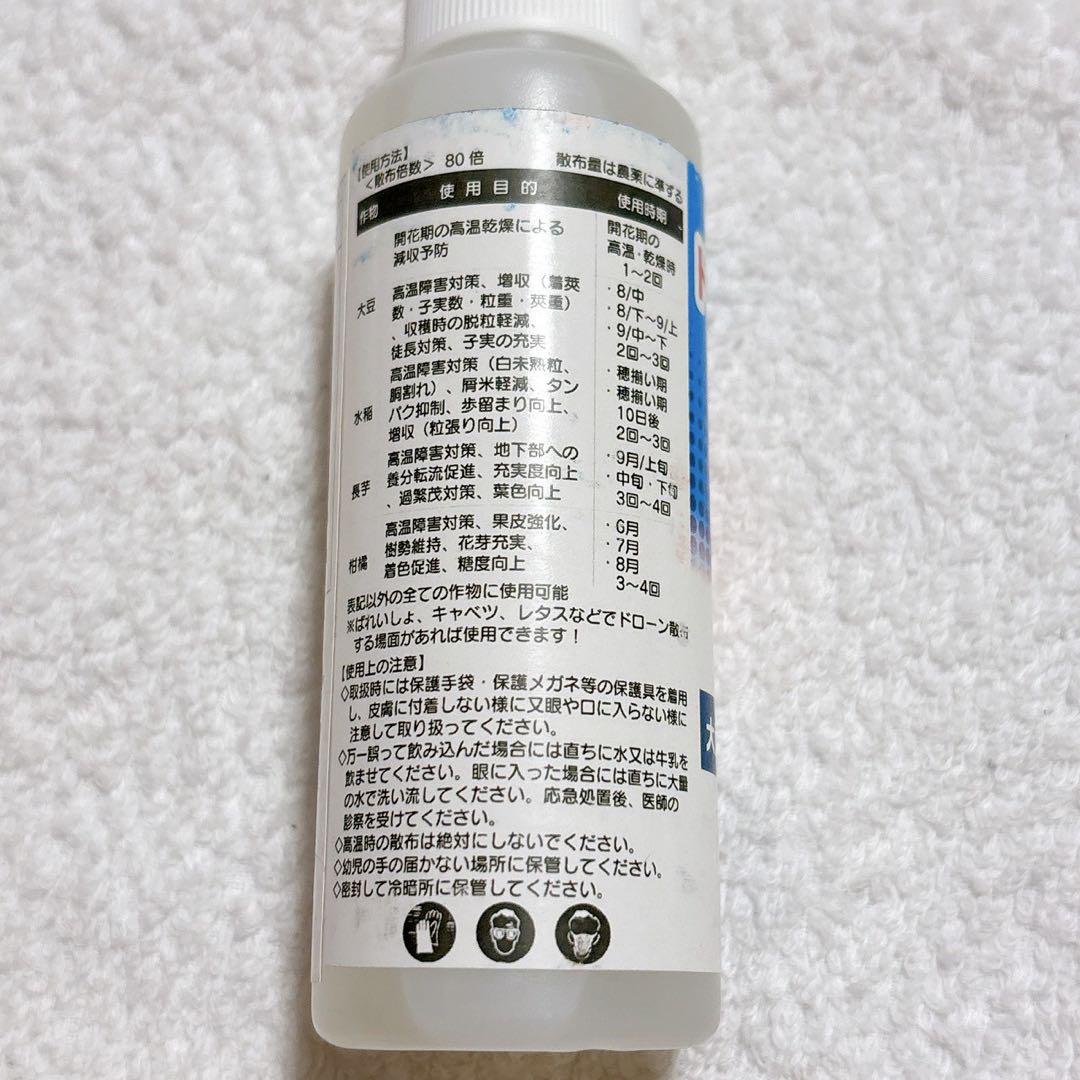 【使用方法】
＜散布倍数＞ 80倍 散布量は農薬に準ずる
作物 使用目的 使用時期
開花期の高温乾燥による 開花期の
減収予防 高温・乾燥時
1～2回
大豆 高温障害対策、増収（着莢 ・8/中
数・子実数・粒重・莢重） ・8/下～9/上
、収穫時の脱粒軽減、 ・9/中～下
徒長対策、子実の充実 2回～3回
高温障害対策（白未熟粒、 ・穂揃い期
胴割れ）、屑米軽減、タン ・穂揃い期
水稲 パク抑制、歩留まり向上、 10日後
増収（粒張り向上） 2回～3回
高温障害対策、地下部への ・9月/上旬
長芋 養分転流促進、充実度向上 ・中旬・下旬
、過繁茂対策、葉色向上 3回～4回
高温障害対策、果皮強化、 ・6月
柑橘 樹勢維持、花芽充実、 ・7月
着色促進、糖度向上 ・8月
3～4回
表記以外の全ての作物に使用可能
※ばれいしょ、キャベツ、レタスなどでドローン散布
する場面があれば使用できます！
【使用上の注意】
◇取扱時には保護手袋・保護メガネ等の保護具を着用
し、皮膚に付着しない様に又眼や口に入らない様に
注意して取り扱ってください。
◇万一誤って飲み込んだ場合には直ちに水又は牛乳を
飲ませてください。眼に入った場合には直ちに大量
の水で洗い流してください。応急処置後、医師の
診察を受けてください。
◇高温時の散布は絶対にしないでください。
◇幼児の手の届かない場所に保管してください。
◇密封して冷暗所に保管してください。